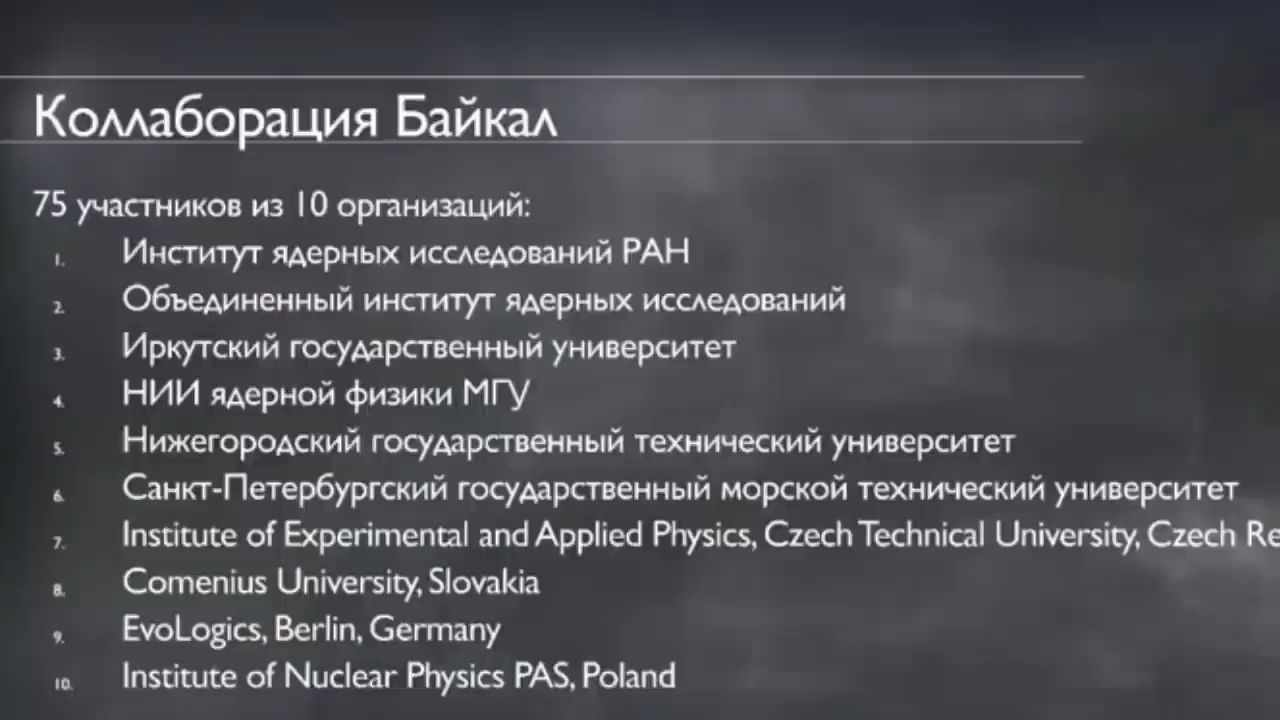 Коллаборация Байкал
75 участников из 10 организаций:
1. Институт ядерных исследований РАН
2. Объединенный институт ядерных исследований
3. Иркутский государственный университет
4. НИИ ядерной физики МГУ
5. Нижегородский государственный технический университет
6. Санкт-Петербургский государственный морской технический университет
7. Institute of Experimental and Applied Physics, Czech Technical University, Czech Re
8. Comenius University, Slovakia
9. EvoLogics, Berlin, Germany
10. Institute of Nuclear Physics PAS, Poland